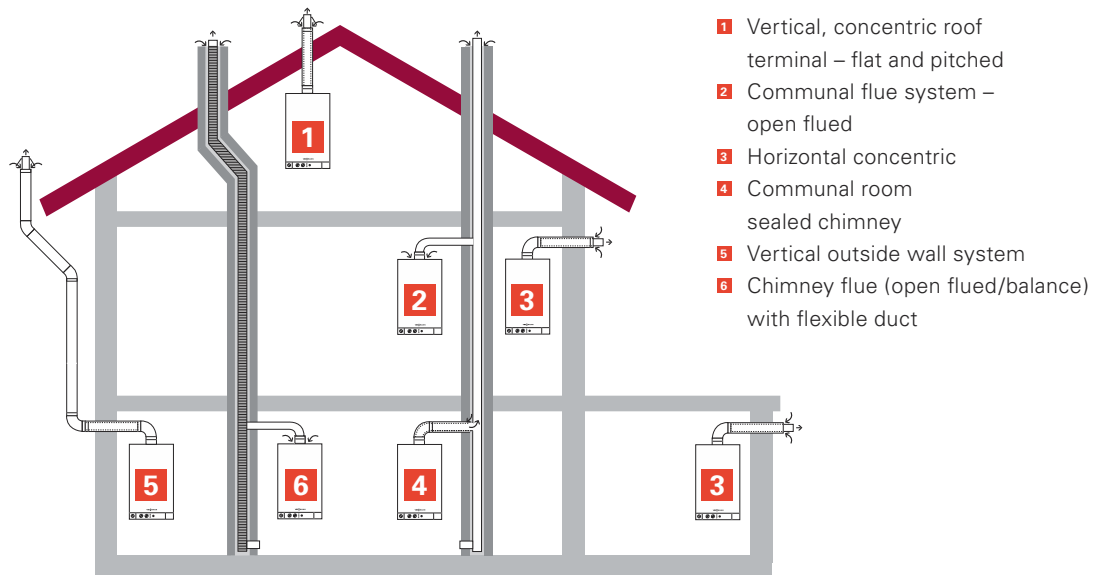 1 Vertical, concentric roof
terminal – flat and pitched
2 Communal flue system –
open flued
3 Horizontal concentric
4 Communal room
sealed chimney
5 Vertical outside wall system
6 Chimney flue (open flued/balance)
with flexible duct
1
2
3
5
6
4
3